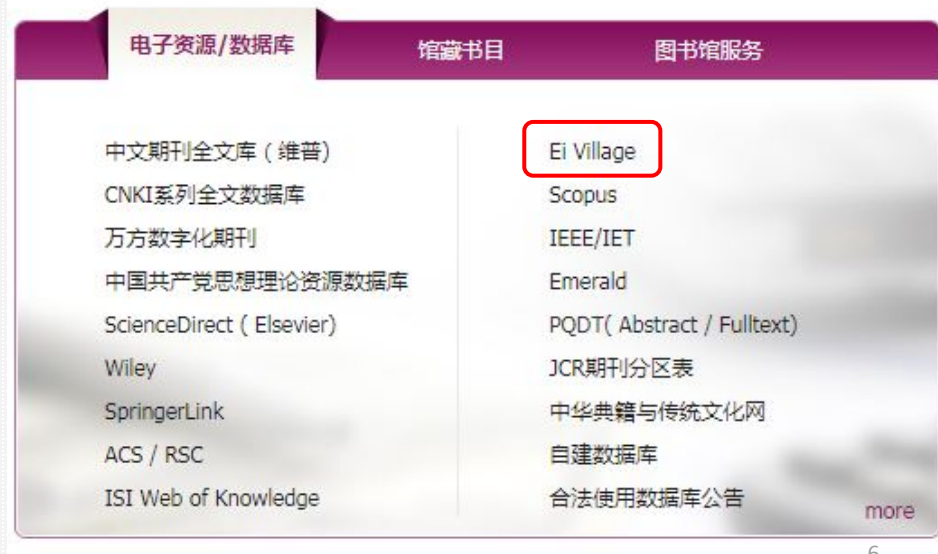 电子资源/数据库
馆藏书目
图书馆服务
中文期刊全文库 ( 维普)
CNKI系列全文数据库
万方数字化期刊
中国共产党思想理论资源数据库
ScienceDirect ( Elsevier)
Wiley
SpringerLink
ACS / RSC
ISI Web of Knowledge
Ei Village
Scopus
IEEE/IET
Emerald
PQDT( Abstract / Fulltext)
JCR期刊分区表
中华典籍与传统文化网
自建数据库
合法使用数据库公告
more
6